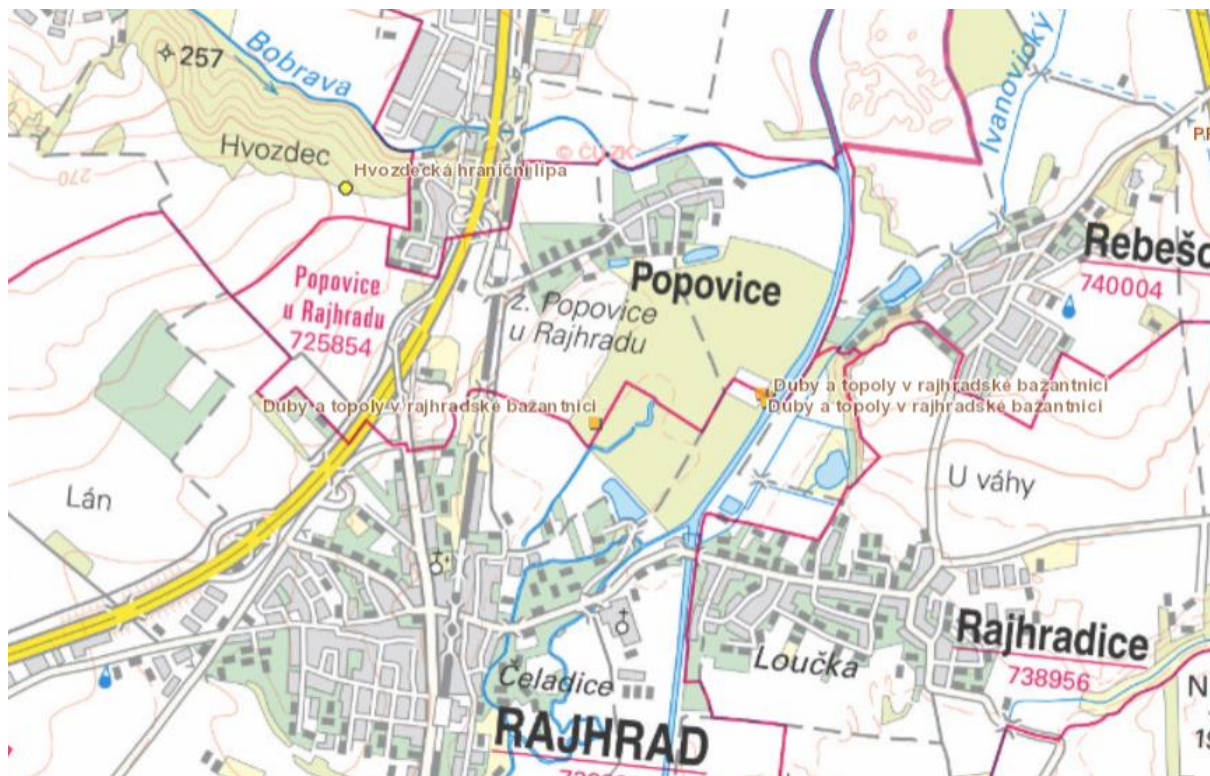 Bobrava
257
Hvozdec
270
Hvozdecká hraniční lípa
© ČÚZK
Ivanovický
Popovice
u Rajhradu
725854
Popovice
ž. Popovice
u Rajhradu
740004
Duby a topoly v rajhradské bažantnici
Duby a topoly v rajhradské bažantnici
Duby a topoly v rajhradské bažantnici
Lán
U váhy
Rajhradice
738956
Loučka
Čeladice
RAJHRAD